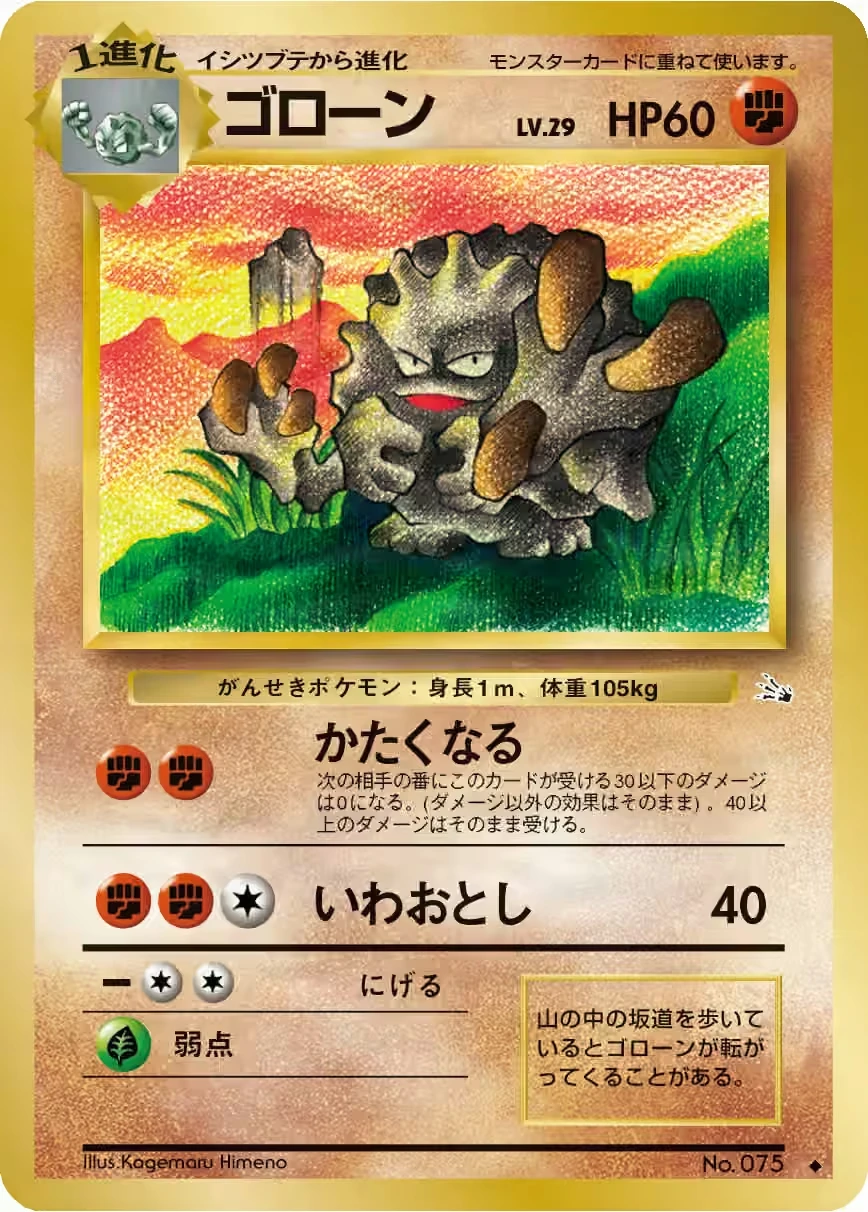 1進化
イシツブテから進化
モンスターカードに重ねて使います。
ゴローン
LV.29 HP60
がんせきポケモン：身長1m、体重105kg
かたくなる
次の相手の番にこのカードが受ける30以下のダメージ
は0になる。(ダメージ以外の効果はそのまま)。40以
上のダメージはそのまま受ける。
いわおとし 40
にげる
弱点
山の中の坂道を歩いて
いるとゴローンが転が
ってくることがある。
Illus.Kagemaru Himeno
No.075